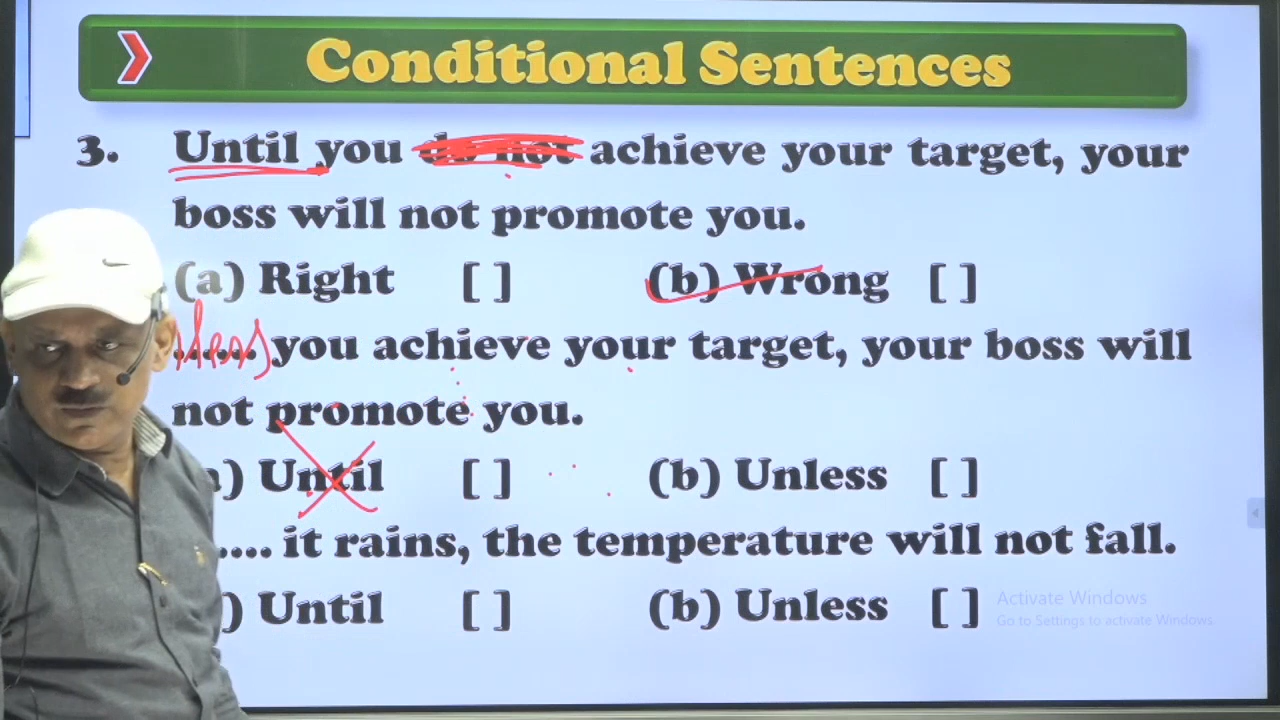 Conditional Sentences
3. Until you do not achieve your target, your
boss will not promote you.
(a) Right [ ] (b) Wrong [ ]
..... you achieve your target, your boss will
not promote you.
) Until [ ] (b) Unless [ ]
.... it rains, the temperature will not fall.
) Until [ ] (b) Unless [ ]
Activate Windows
Go to Settings to activate Windows